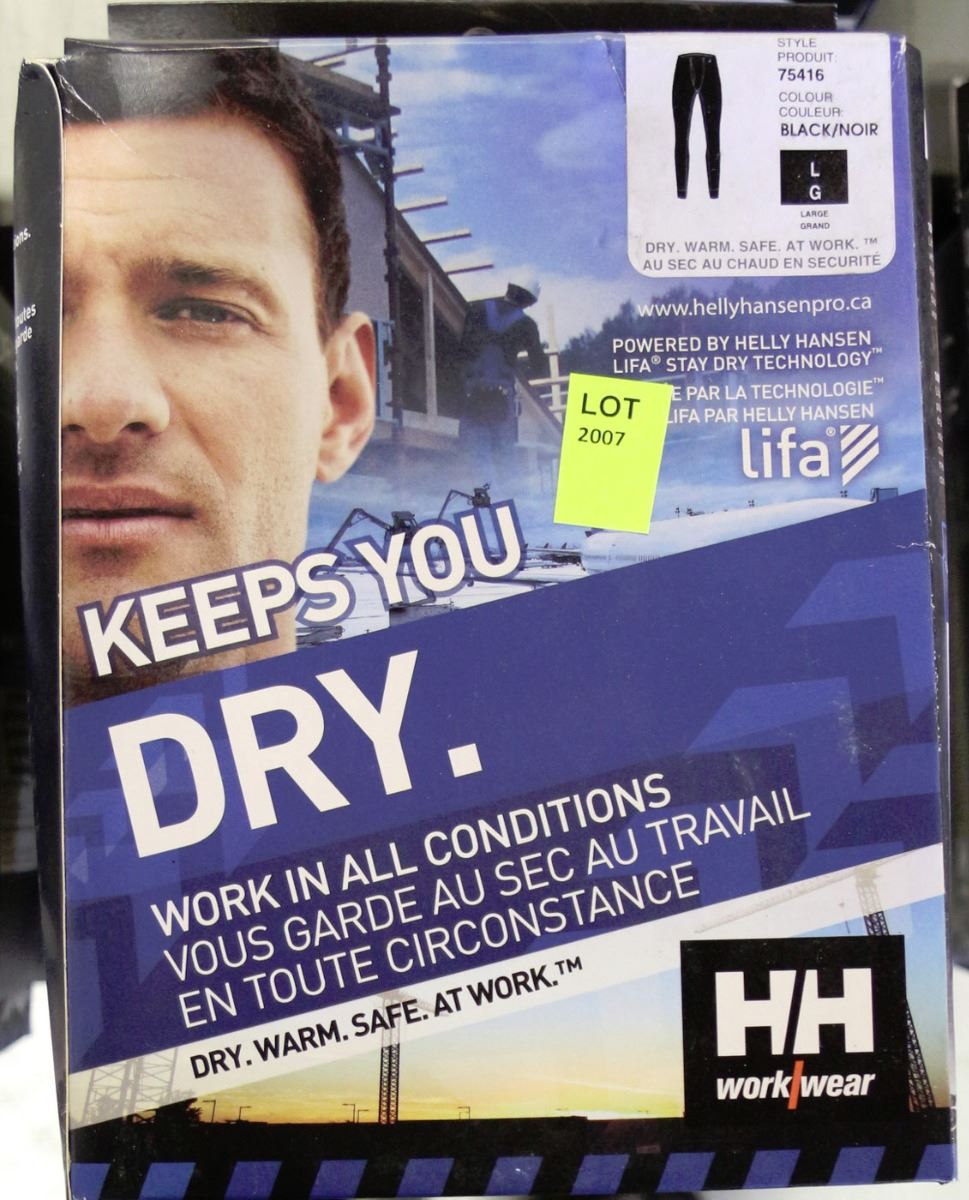 STYLE
PRODUIT:
75416
COLOUR
COULEUR:
BLACK/NOIR
L
G
LARGE
GRAND
DRY. WARM. SAFE. AT WORK. ™
AU SEC AU CHAUD EN SECURITÉ
www.hellyhansenpro.ca
POWERED BY HELLY HANSEN
LIFA® STAY DRY TECHNOLOGY™
E PAR LA TECHNOLOGIE™
LIFA PAR HELLY HANSEN
lifa®
LOT
2007
KEEPS YOU
DRY.
WORK IN ALL CONDITIONS
VOUS GARDE AU SEC AU TRAVAIL
EN TOUTE CIRCONSTANCE
DRY. WARM. SAFE. AT WORK.™
H/H
work/wear